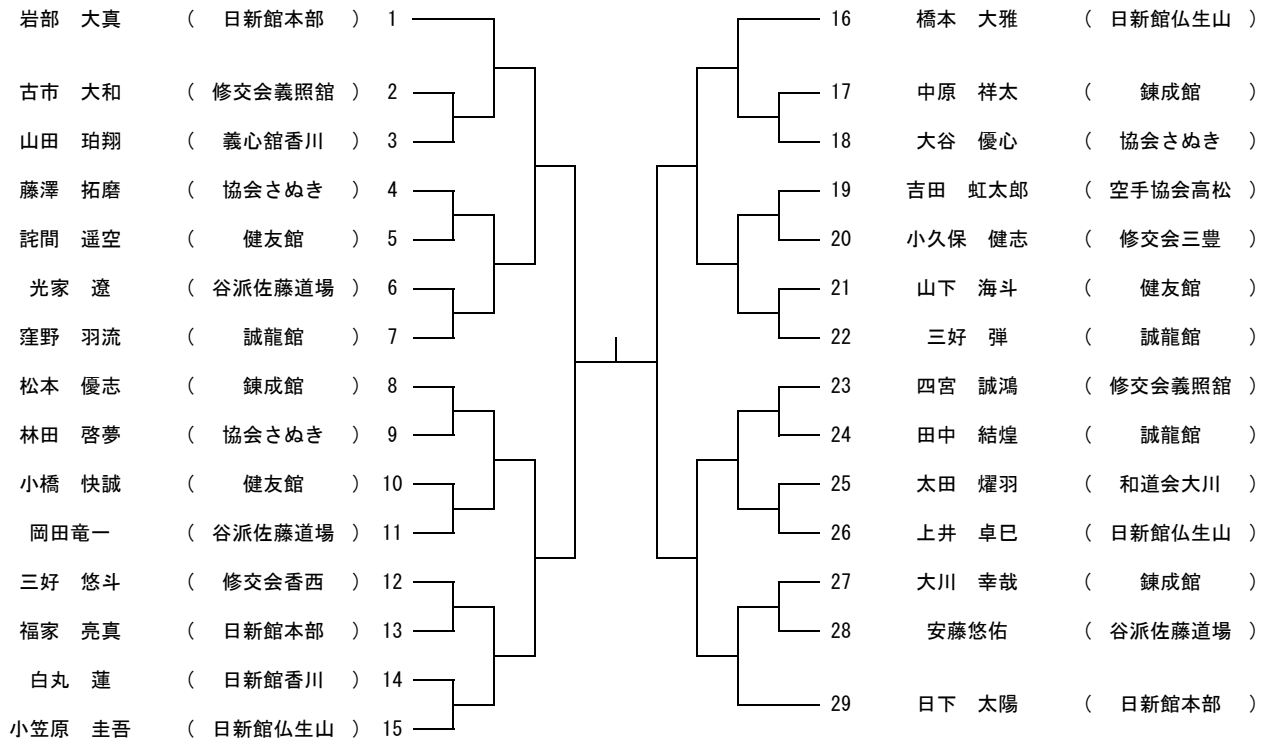 岩部　大真 （ 日新館本部 ） 1
古市　大和 （ 修交会義照舘 ） 2
山田　珀翔 （ 義心舘香川 ） 3
藤澤　拓磨 （ 協会さぬき ） 4
詫間　遥空 （ 健友館 ） 5
光家　遼 （ 谷派佐藤道場 ） 6
窪野　羽流 （ 誠龍館 ） 7
松本　優志 （ 錬成館 ） 8
林田　啓夢 （ 協会さぬき ） 9
小橋　快誠 （ 健友館 ） 10
岡田竜一 （ 谷派佐藤道場 ） 11
三好　悠斗 （ 修交会香西 ） 12
福家　亮真 （ 日新館本部 ） 13
白丸　蓮 （ 日新館香川 ） 14
小笠原　圭吾 （ 日新館仏生山 ） 15
16 橋本　大雅 （ 日新館仏生山 ）
17 中原　祥太 （ 錬成館 ）
18 大谷　優心 （ 協会さぬき ）
19 吉田　虹太郎 （ 空手協会高松 ）
20 小久保　健志 （ 修交会三豊 ）
21 山下　海斗 （ 健友館 ）
22 三好　弾 （ 誠龍館 ）
23 四宮　誠鴻 （ 修交会義照舘 ）
24 田中　結煌 （ 誠龍館 ）
25 太田　燿羽 （ 和道会大川 ）
26 上井　卓巳 （ 日新館仏生山 ）
27 大川　幸哉 （ 錬成館 ）
28 安藤悠佑 （ 谷派佐藤道場 ）
29 日下　太陽 （ 日新館本部 ）